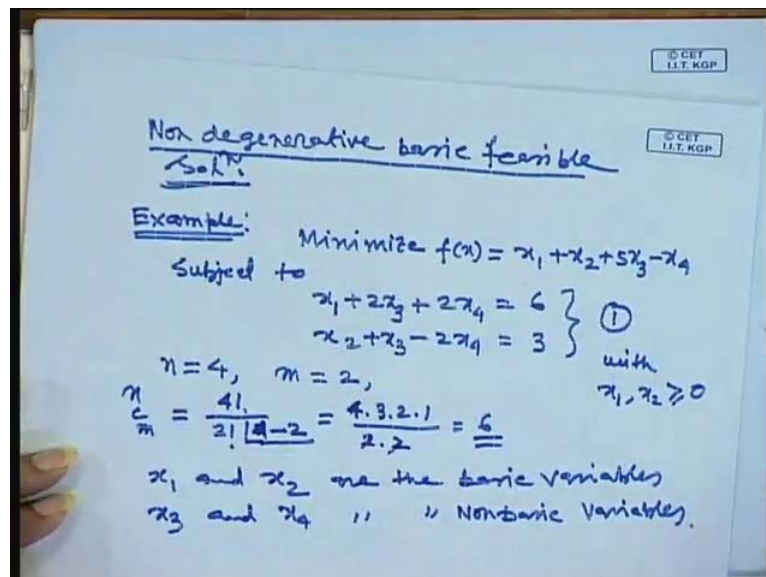 © CET
I.I.T. KGP
© CET
I.I.T. KGP
Non degenerative basic feasible
Solⁿ.
Example:
Minimize f(x) = x₁ + x₂ + 5x₃ - x₄
Subject to
x₁ + 2x₃ + 2x₄ = 6
x₂ + x₃ - 2x₄ = 3
①
with
x₁, x₂ ≥ 0
n = 4, m = 2,
ⁿCₘ = 4!/(2! |4-2) = 4.3.2.1/2.2 = 6
x₁ and x₂ are the basic variables
x₃ and x₄ " " Nonbasic Variables.